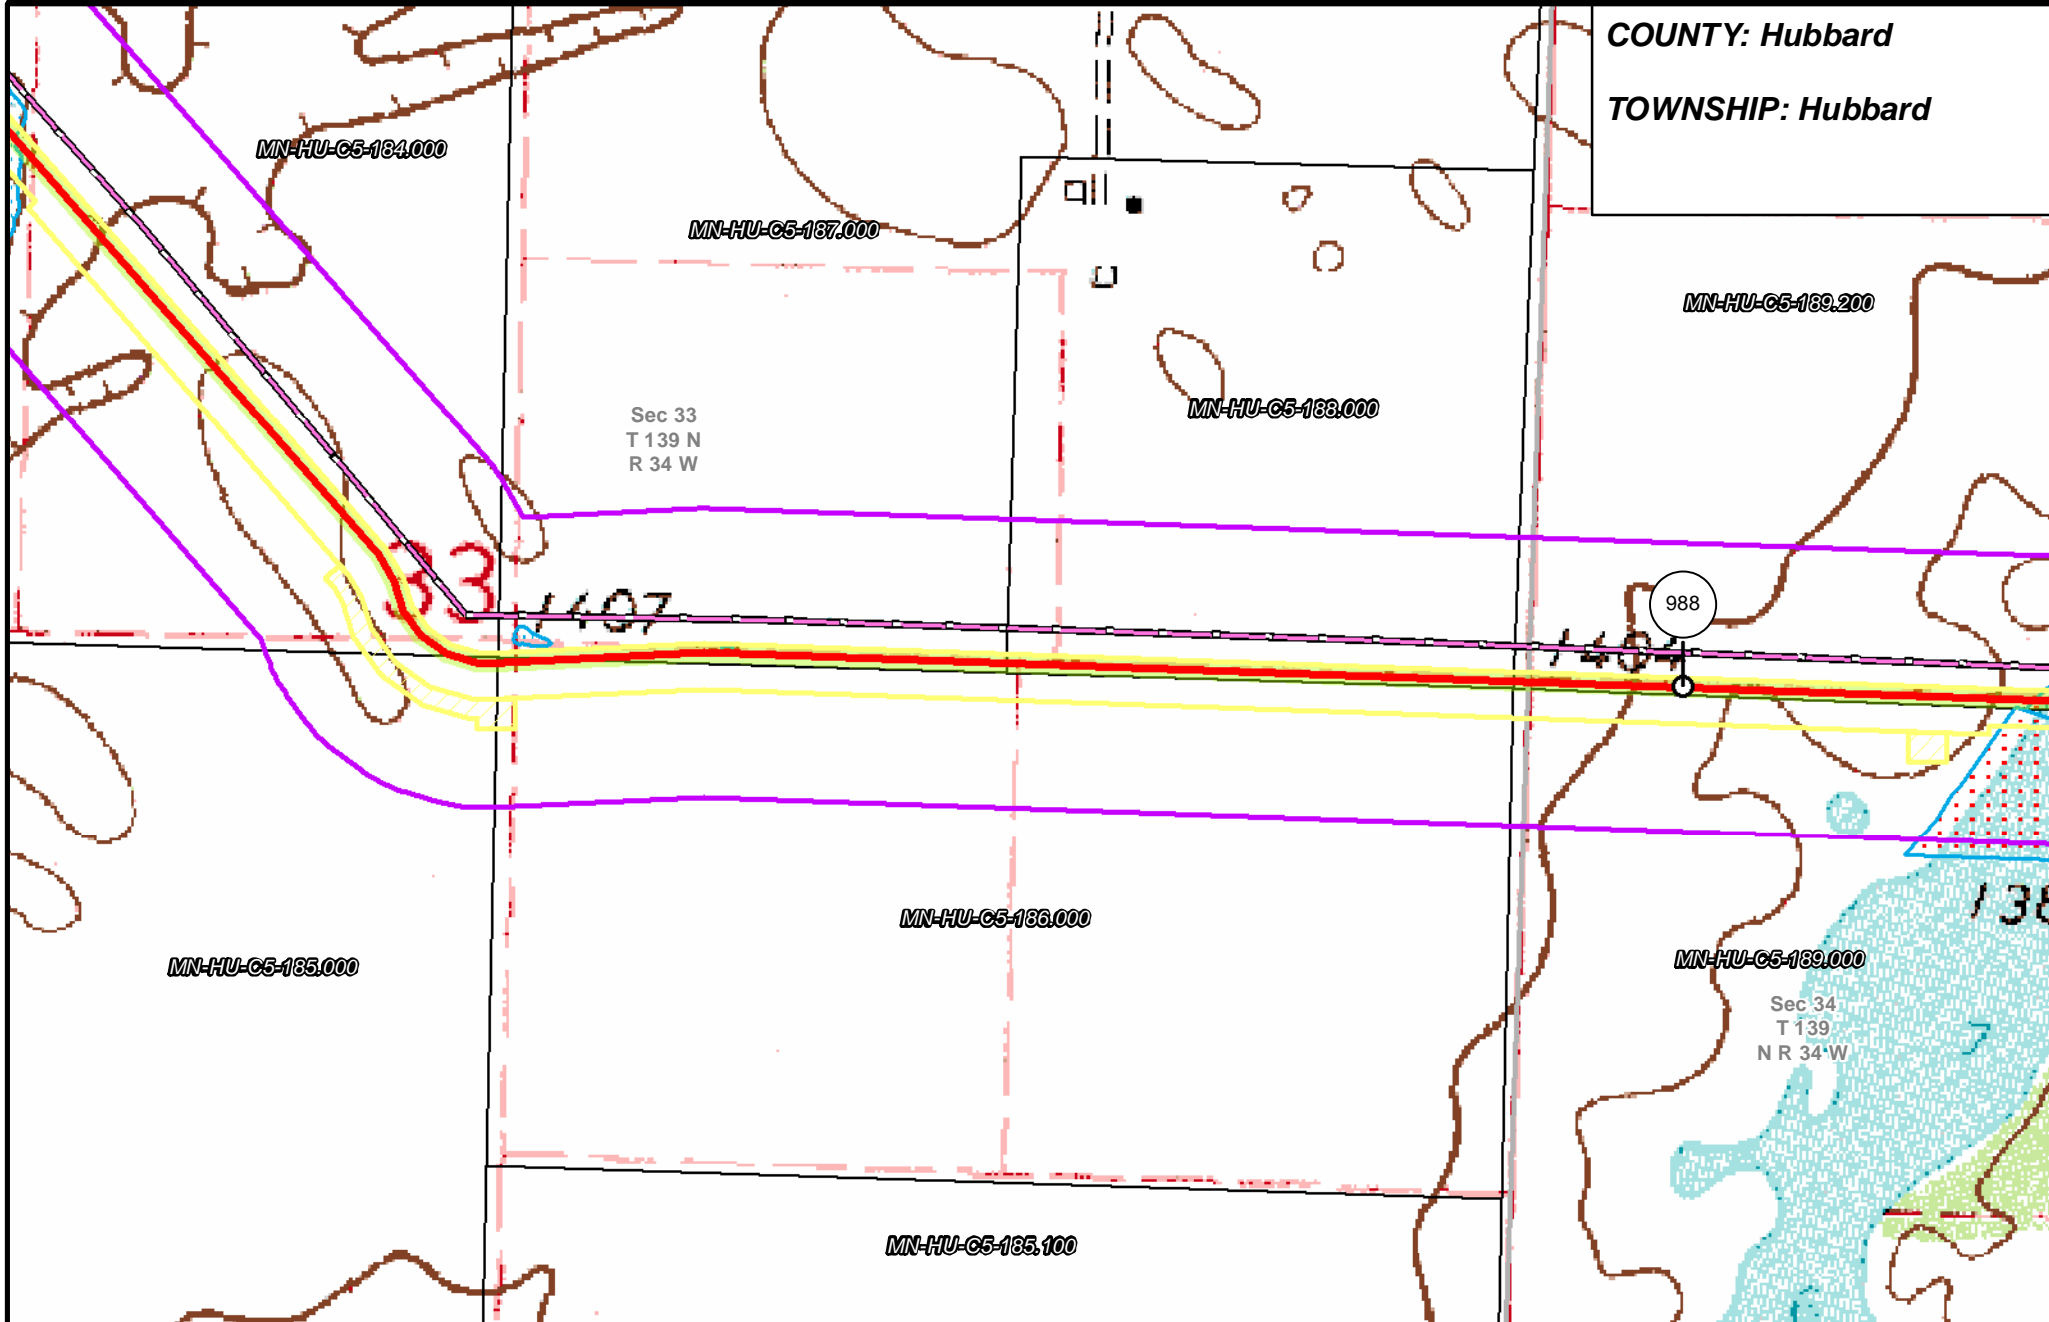 COUNTY: Hubbard
TOWNSHIP: Hubbard
MN-HU-C5-184.000
MN-HU-C5-187.000
MN-HU-C5-189.200
MN-HU-C5-188.000
Sec 33
T 139 N
R 34 W
33
1407
988
1404
MN-HU-C5-186.000
MN-HU-C5-185.000
MN-HU-C5-189.000
Sec 34
T 139
N R 34 W
MN-HU-C5-185.100